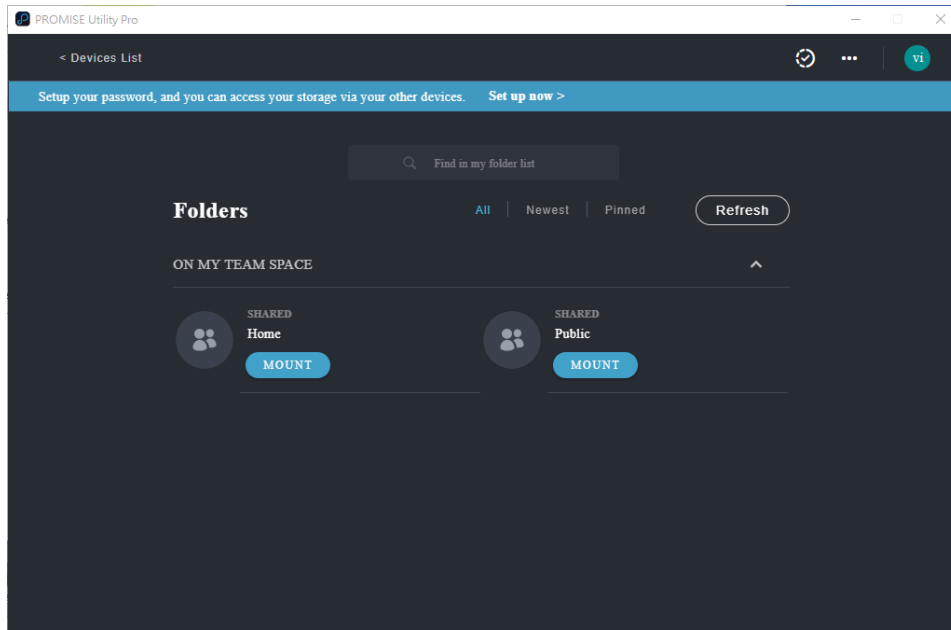 PROMISE Utility Pro
< Devices List
vi
Setup your password, and you can access your storage via your other devices. Set up now >
Find in my folder list
Folders All Newest Pinned Refresh
ON MY TEAM SPACE
SHARED SHARED
Home Public
MOUNT MOUNT